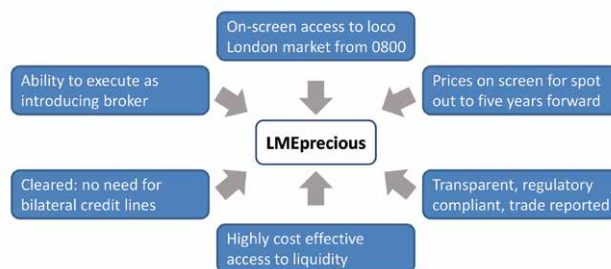 On-screen access to loco
London market from 0800
Ability to execute as
introducing broker
Prices on screen for spot
out to five years forward
LMEprecious
Cleared: no need for
bilateral credit lines
Transparent, regulatory
compliant, trade reported
Highly cost effective
access to liquidity